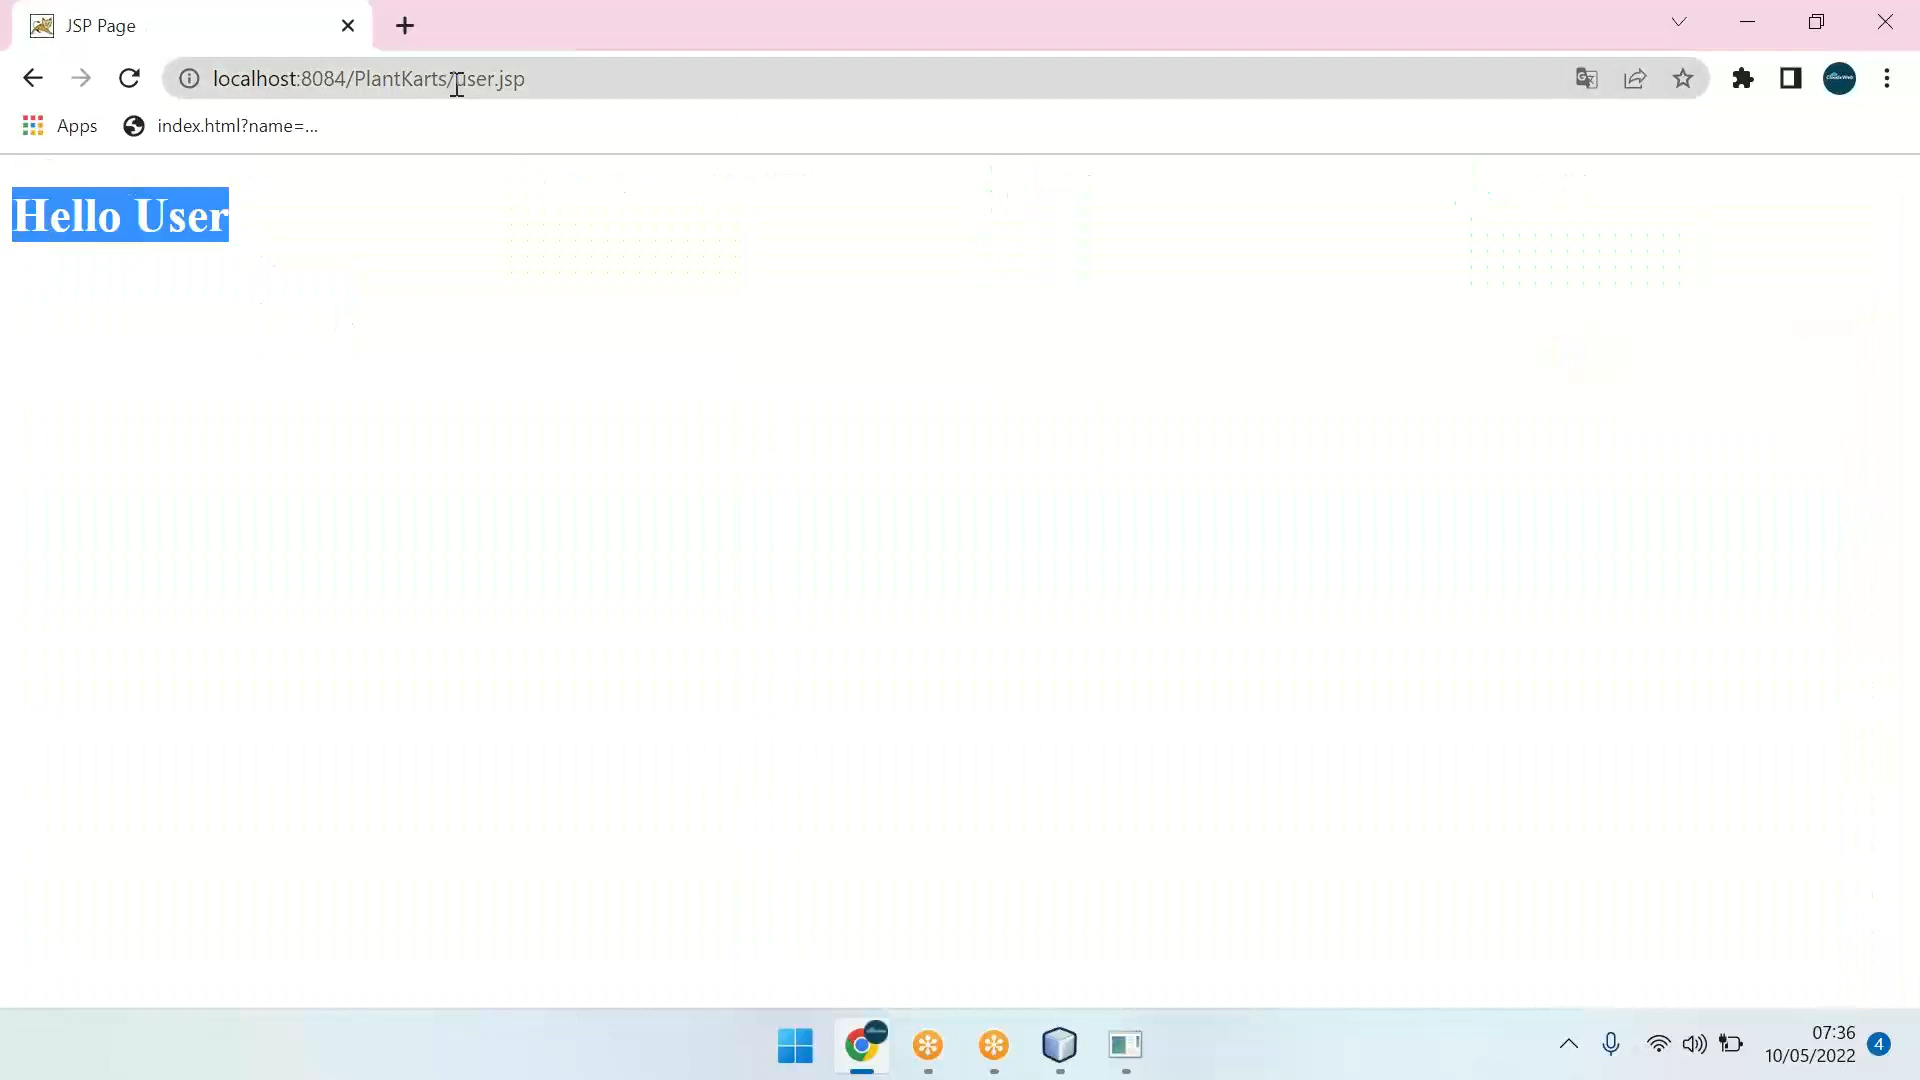 JSP Page
localhost:8084/PlantKarts/user.jsp
Apps
index.html?name=...
Hello User
07:36
10/05/2022
4